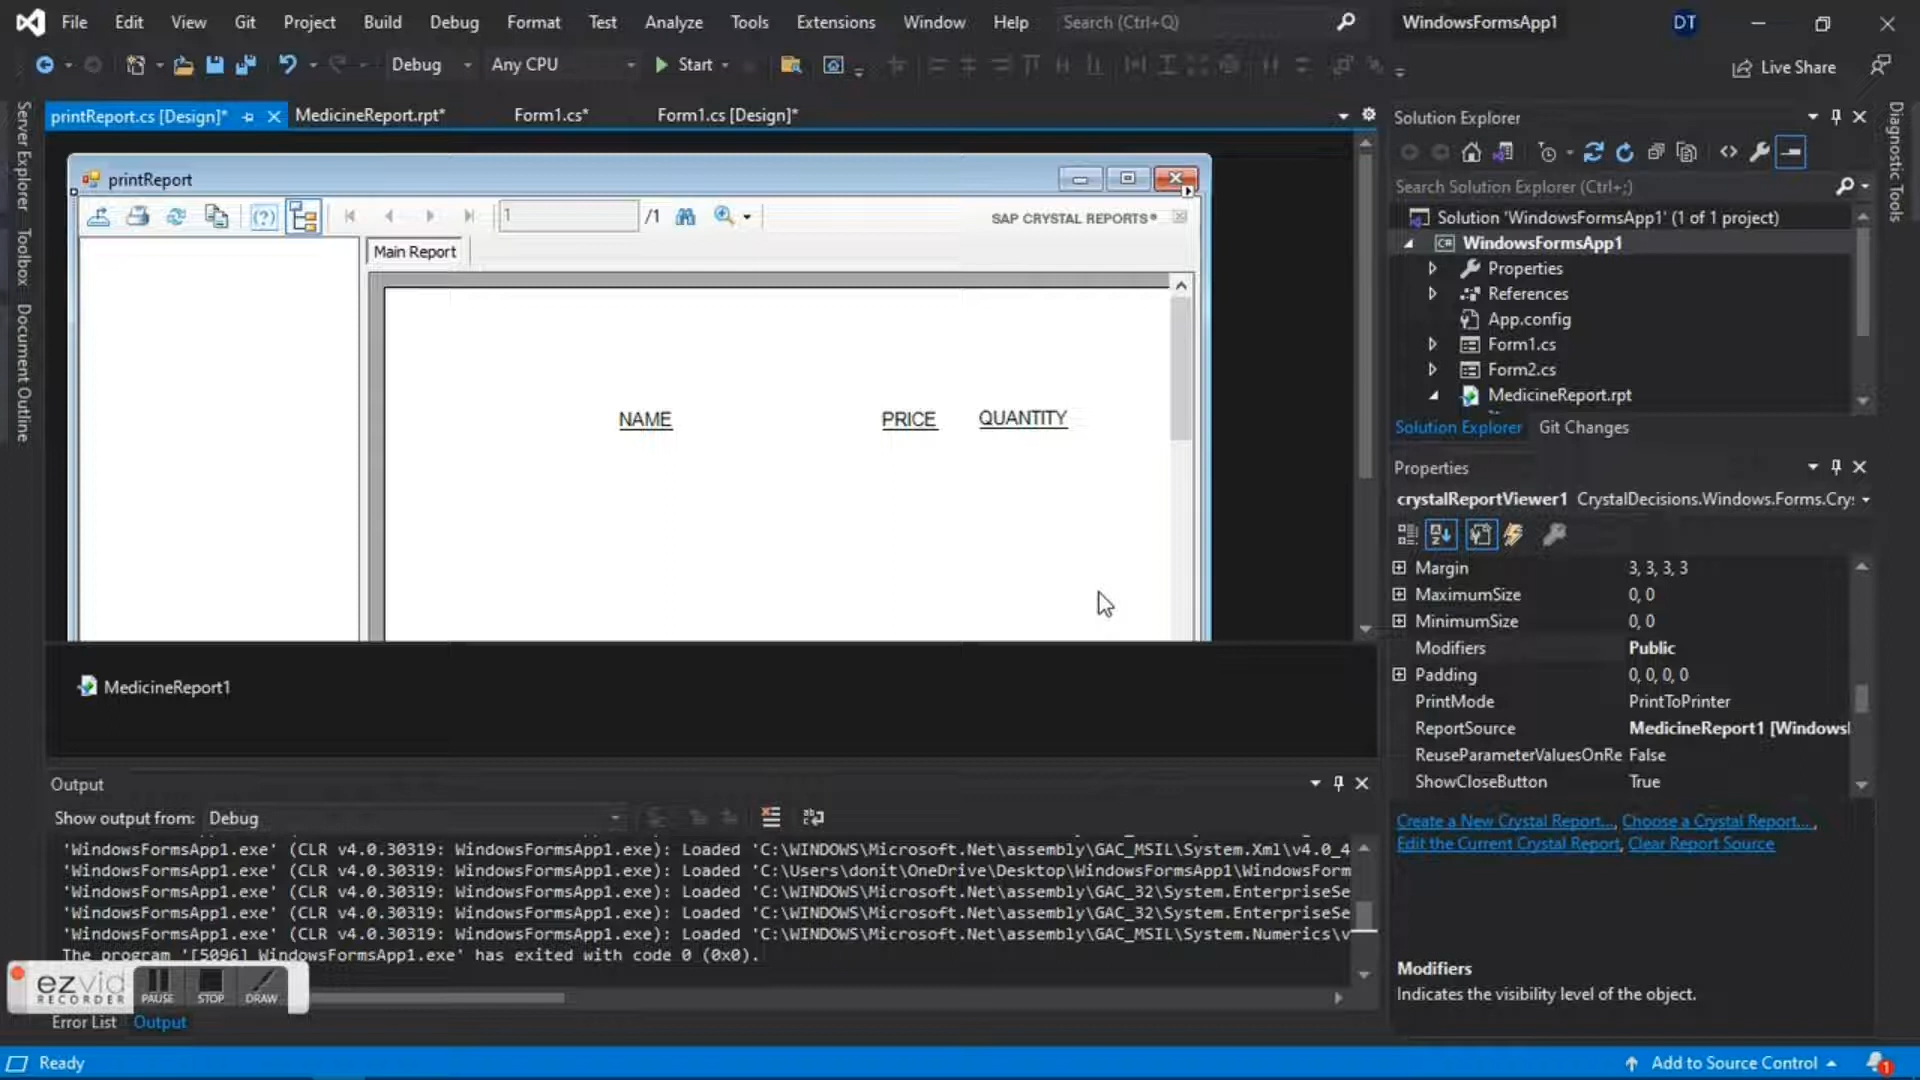 File Edit View Git Project Build Debug Format Test Analyze Tools Extensions Window Help Search (Ctrl+Q) WindowsFormsApp1 DT
Debug Any CPU Start Live Share
Server Explorer
Toolbox
Document Outline
printReport.cs [Design]* MedicineReport.rpt* Form1.cs* Form1.cs [Design]*
printReport
1 /1 SAP CRYSTAL REPORTS®
Main Report
NAME PRICE QUANTITY
MedicineReport1
Output
Show output from: Debug
'WindowsFormsApp1.exe' (CLR v4.0.30319: WindowsFormsApp1.exe): Loaded 'C:\WINDOWS\Microsoft.Net\assembly\GAC_MSIL\System.Xml\v4.0_4
'WindowsFormsApp1.exe' (CLR v4.0.30319: WindowsFormsApp1.exe): Loaded 'C:\Users\donit\OneDrive\Desktop\WindowsFormsApp1\WindowsForm
'WindowsFormsApp1.exe' (CLR v4.0.30319: WindowsFormsApp1.exe): Loaded 'C:\WINDOWS\Microsoft.Net\assembly\GAC_32\System.EnterpriseSe
'WindowsFormsApp1.exe' (CLR v4.0.30319: WindowsFormsApp1.exe): Loaded 'C:\WINDOWS\Microsoft.Net\assembly\GAC_32\System.EnterpriseSe
'WindowsFormsApp1.exe' (CLR v4.0.30319: WindowsFormsApp1.exe): Loaded 'C:\WINDOWS\Microsoft.Net\assembly\GAC_MSIL\System.Numerics\v
The program '[5096] WindowsFormsApp1.exe' has exited with code 0 (0x0).
ezvid
RECORDER PAUSE STOP DRAW
Error List Output
Solution Explorer
Search Solution Explorer (Ctrl+;)
Solution 'WindowsFormsApp1' (1 of 1 project)
C# WindowsFormsApp1
Properties
References
App.config
Form1.cs
Form2.cs
MedicineReport.rpt
Solution Explorer Git Changes
Properties
crystalReportViewer1 CrystalDecisions.Windows.Forms.Cry
Margin 3, 3, 3, 3
MaximumSize 0, 0
MinimumSize 0, 0
Modifiers Public
Padding 0, 0, 0, 0
PrintMode PrintToPrinter
ReportSource MedicineReport1 [Windows
ReuseParameterValuesOnRe False
ShowCloseButton True
Create a New Crystal Report..., Choose a Crystal Report...,
Edit the Current Crystal Report, Clear Report Source
Modifiers
Indicates the visibility level of the object.
Diagnostic Tools
Ready Add to Source Control 1